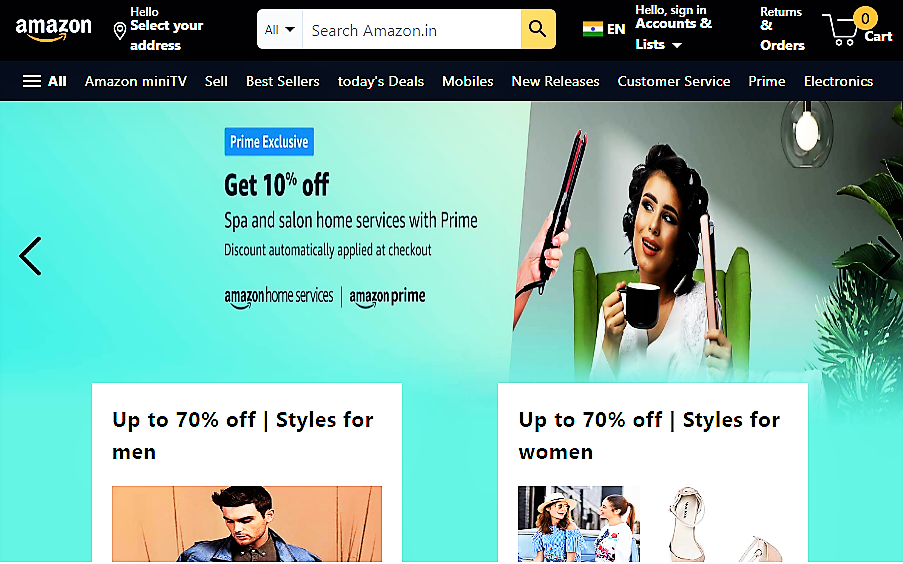 amazon
Hello
Select your
address
All
Search Amazon.in
EN
Hello, sign in
Accounts &
Lists
Returns
&
Orders
0
Cart
All
Amazon miniTV
Sell
Best Sellers
today's Deals
Mobiles
New Releases
Customer Service
Prime
Electronics
Prime Exclusive
Get 10% off
Spa and salon home services with Prime
Discount automatically applied at checkout
amazon home services | amazon prime
Up to 70% off | Styles for
men
Up to 70% off | Styles for
women